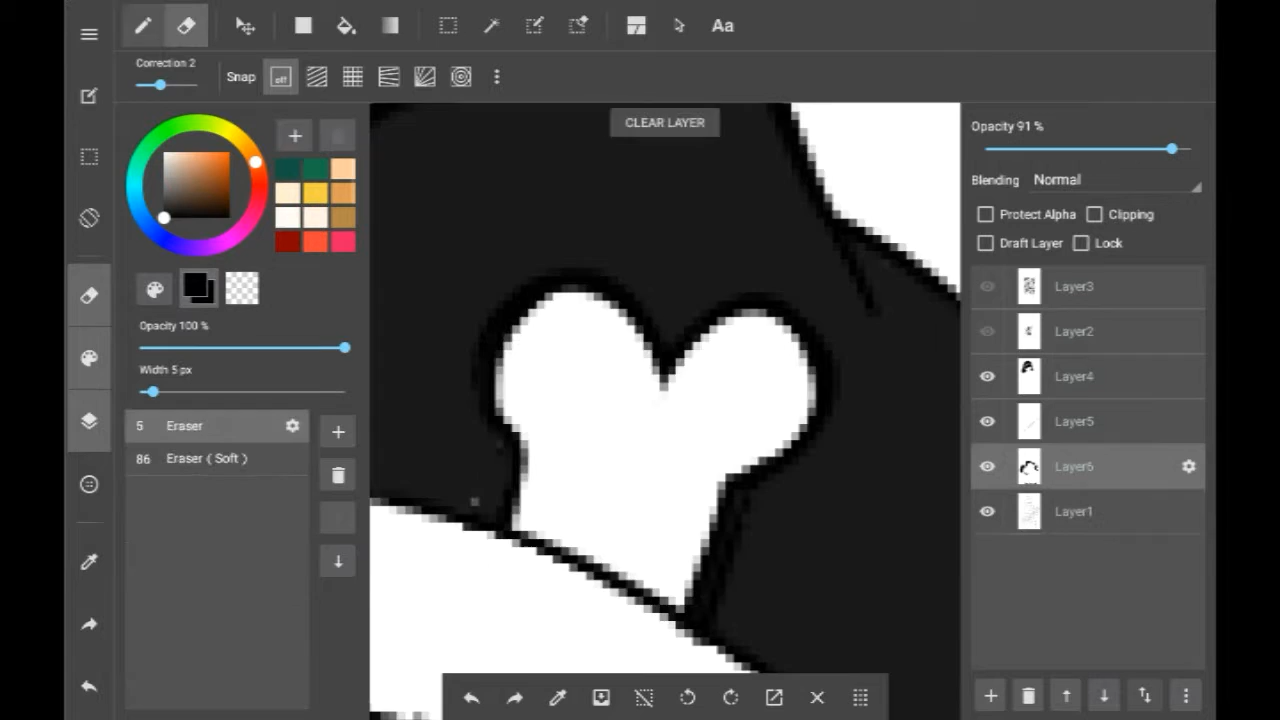 Aa
Correction 2
Snap
off
CLEAR LAYER
Opacity 91 %
Blending Normal
Protect Alpha
Clipping
Draft Layer
Lock
Layer3
Layer2
Layer4
Layer5
Layer6
Layer1
Opacity 100 %
Width 5 px
5 Eraser
86 Eraser ( Soft )